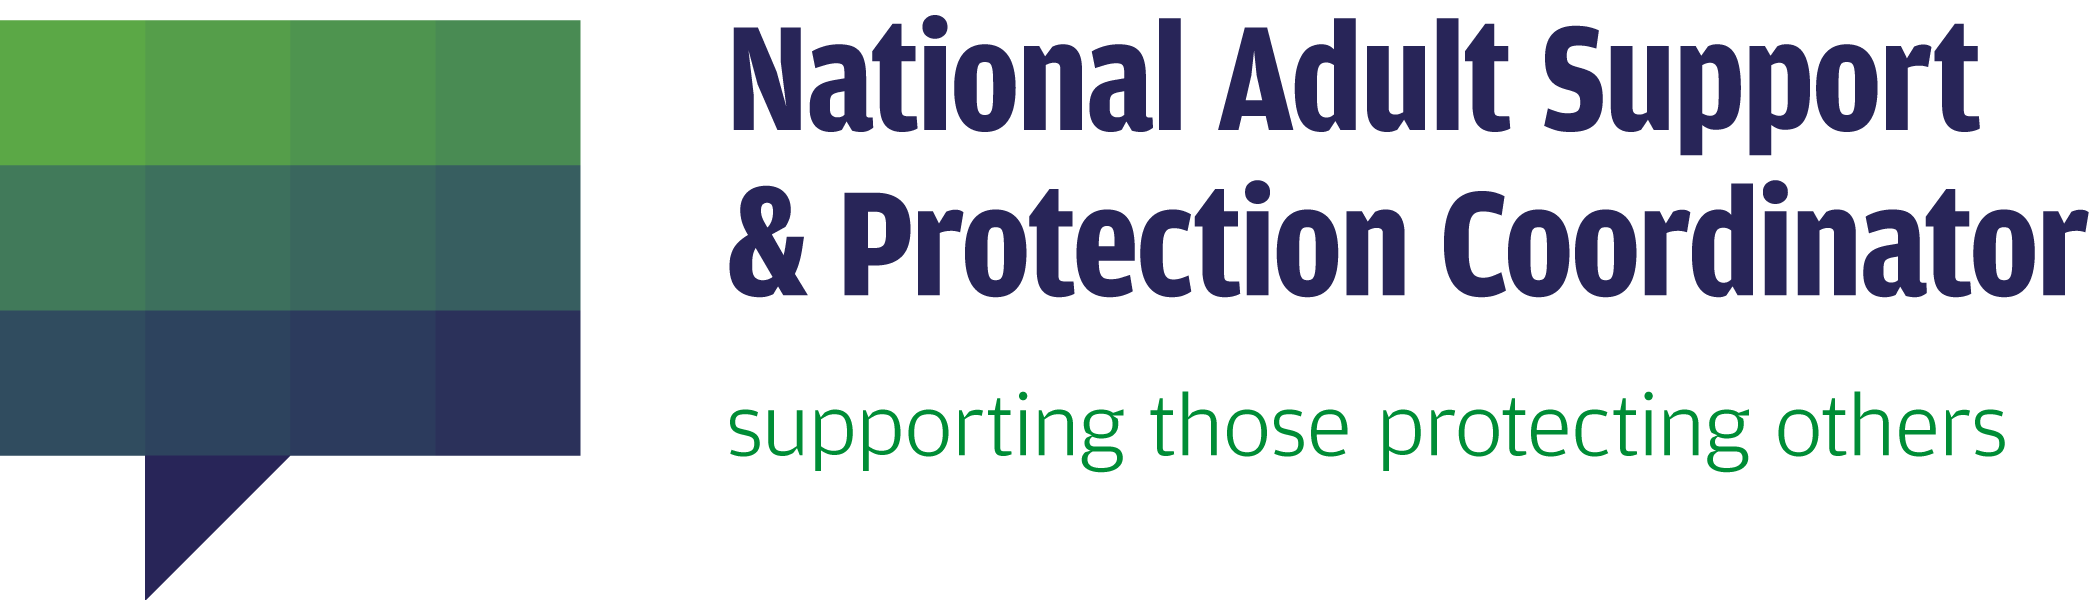 National Adult Support
& Protection Coordinator
supporting those protecting others